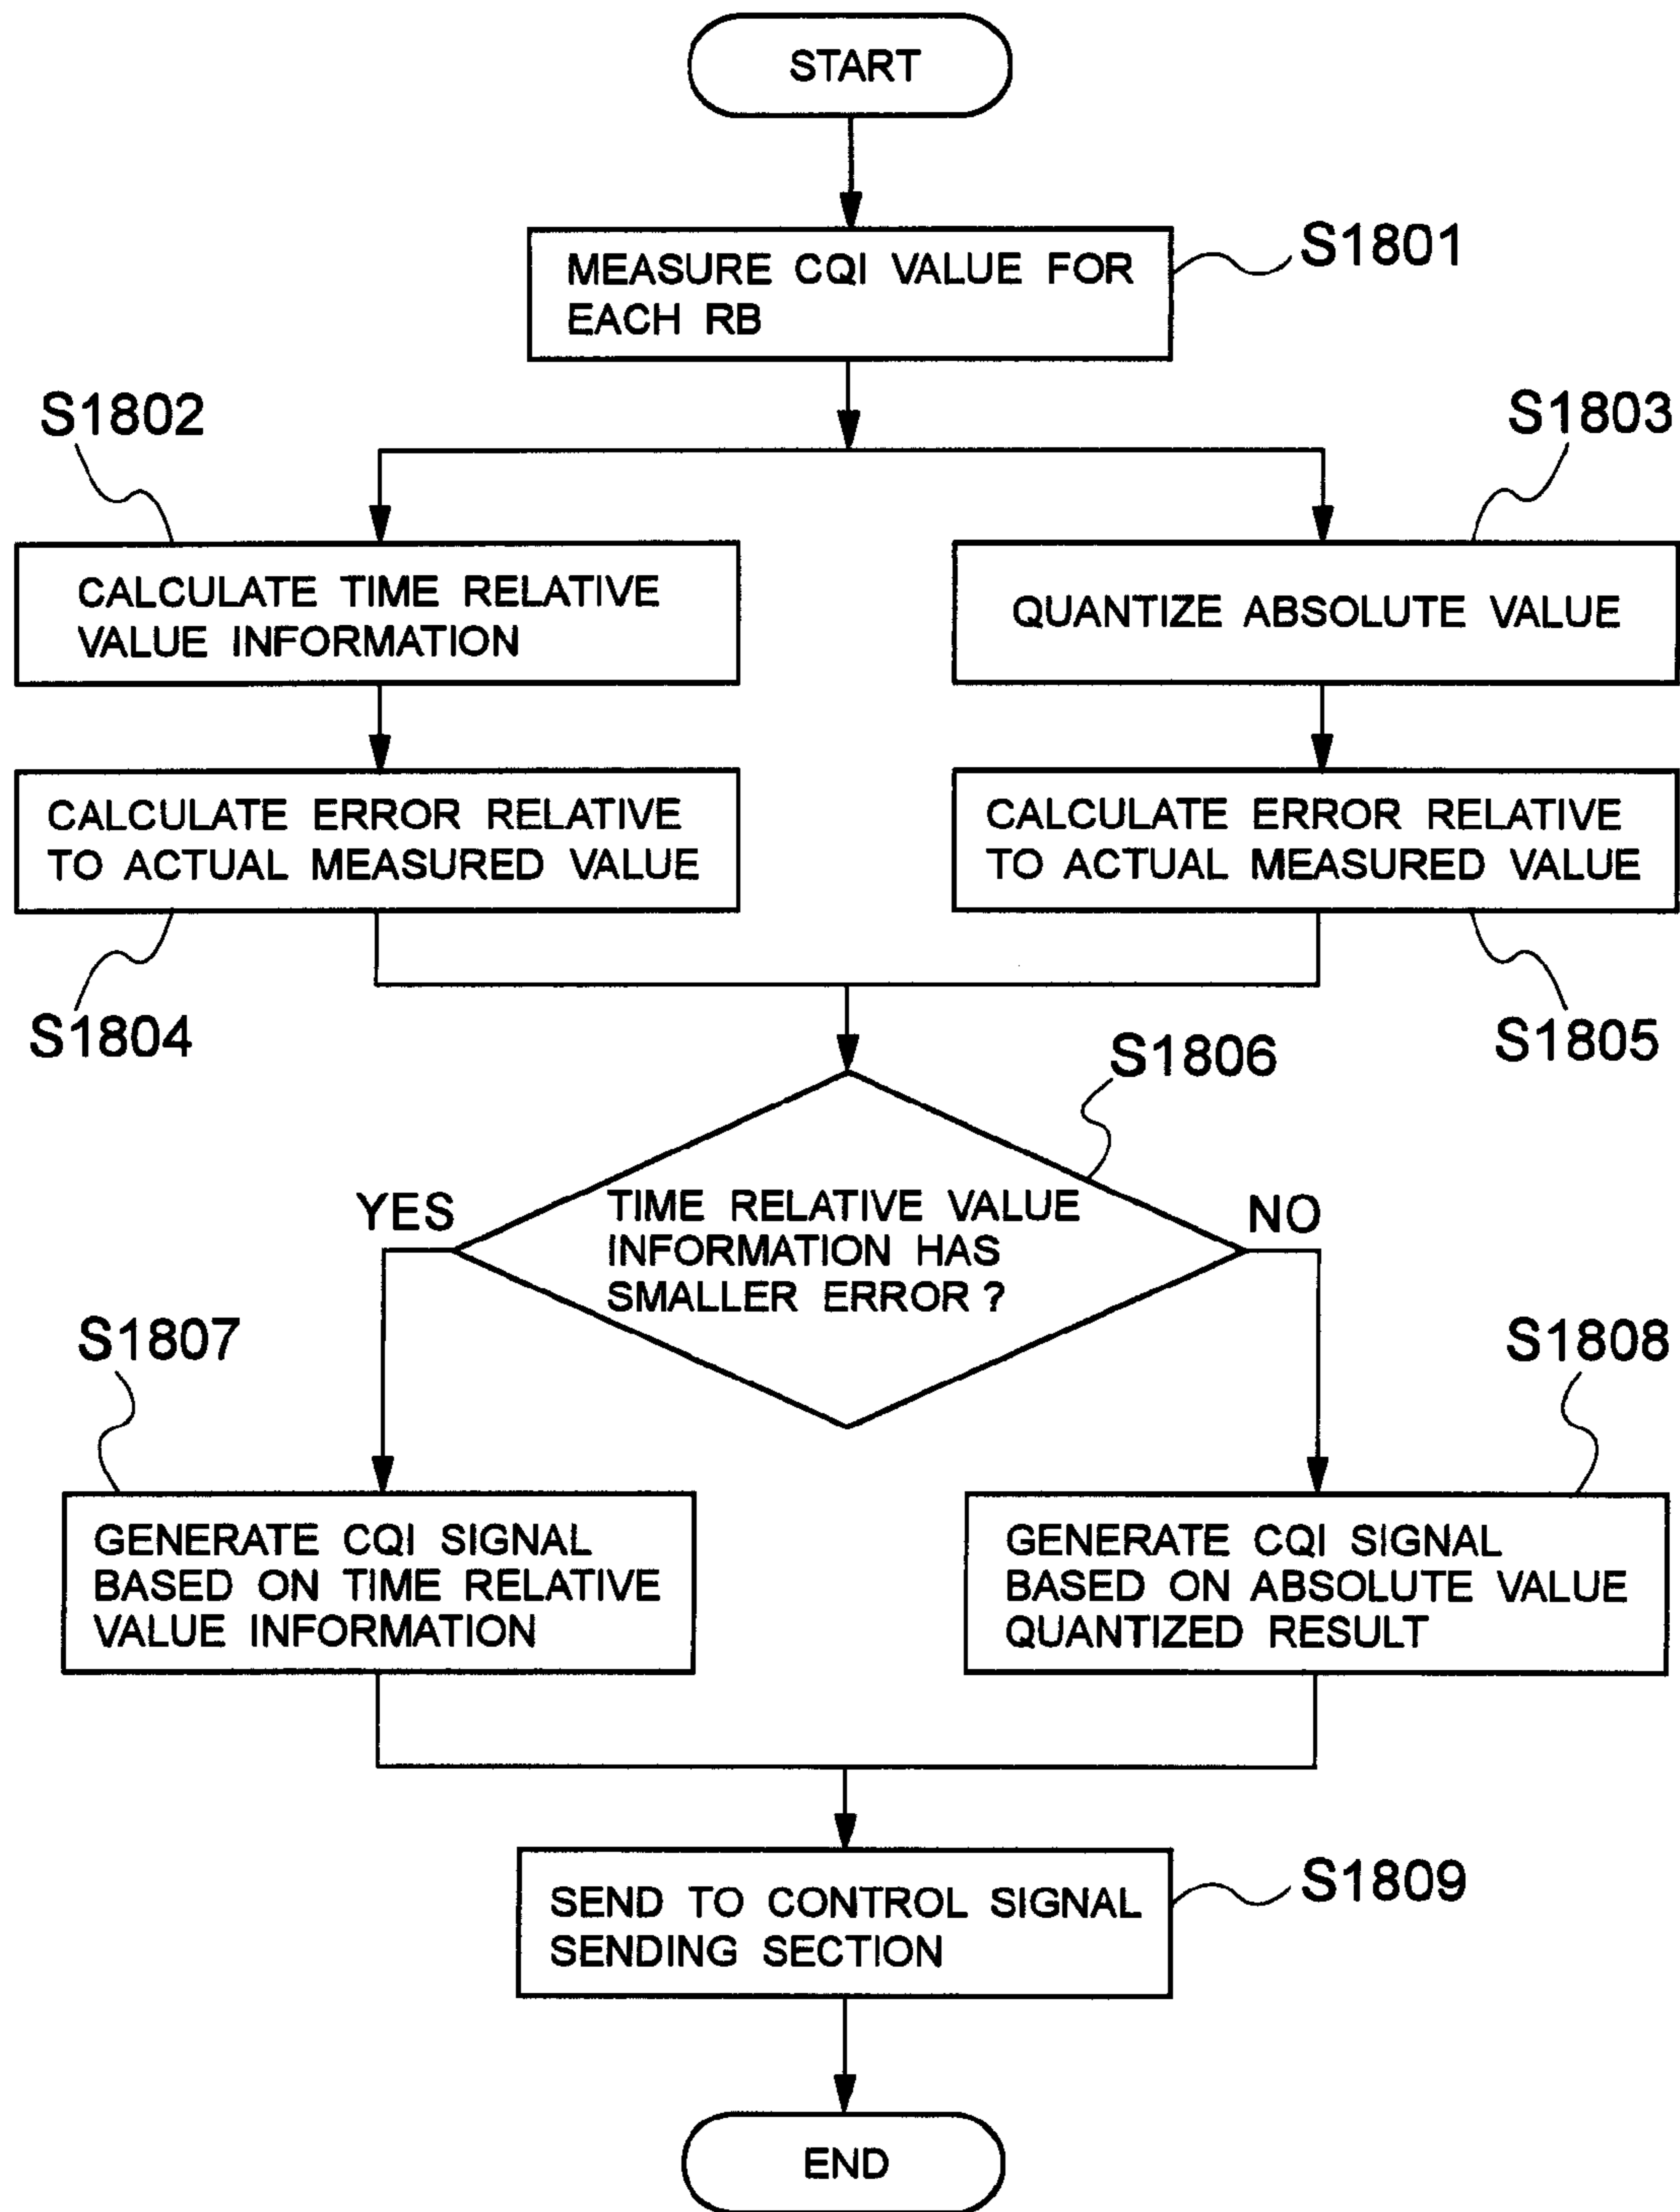 START
MEASURE CQI VALUE FOR
EACH RB
S1801
S1802
S1803
CALCULATE TIME RELATIVE
VALUE INFORMATION
QUANTIZE ABSOLUTE VALUE
CALCULATE ERROR RELATIVE
TO ACTUAL MEASURED VALUE
CALCULATE ERROR RELATIVE
TO ACTUAL MEASURED VALUE
S1804
S1805
S1806
YES
TIME RELATIVE VALUE
INFORMATION HAS
SMALLER ERROR ?
NO
S1807
S1808
GENERATE CQI SIGNAL
BASED ON TIME RELATIVE
VALUE INFORMATION
GENERATE CQI SIGNAL
BASED ON ABSOLUTE VALUE
QUANTIZED RESULT
SEND TO CONTROL SIGNAL
SENDING SECTION
S1809
END